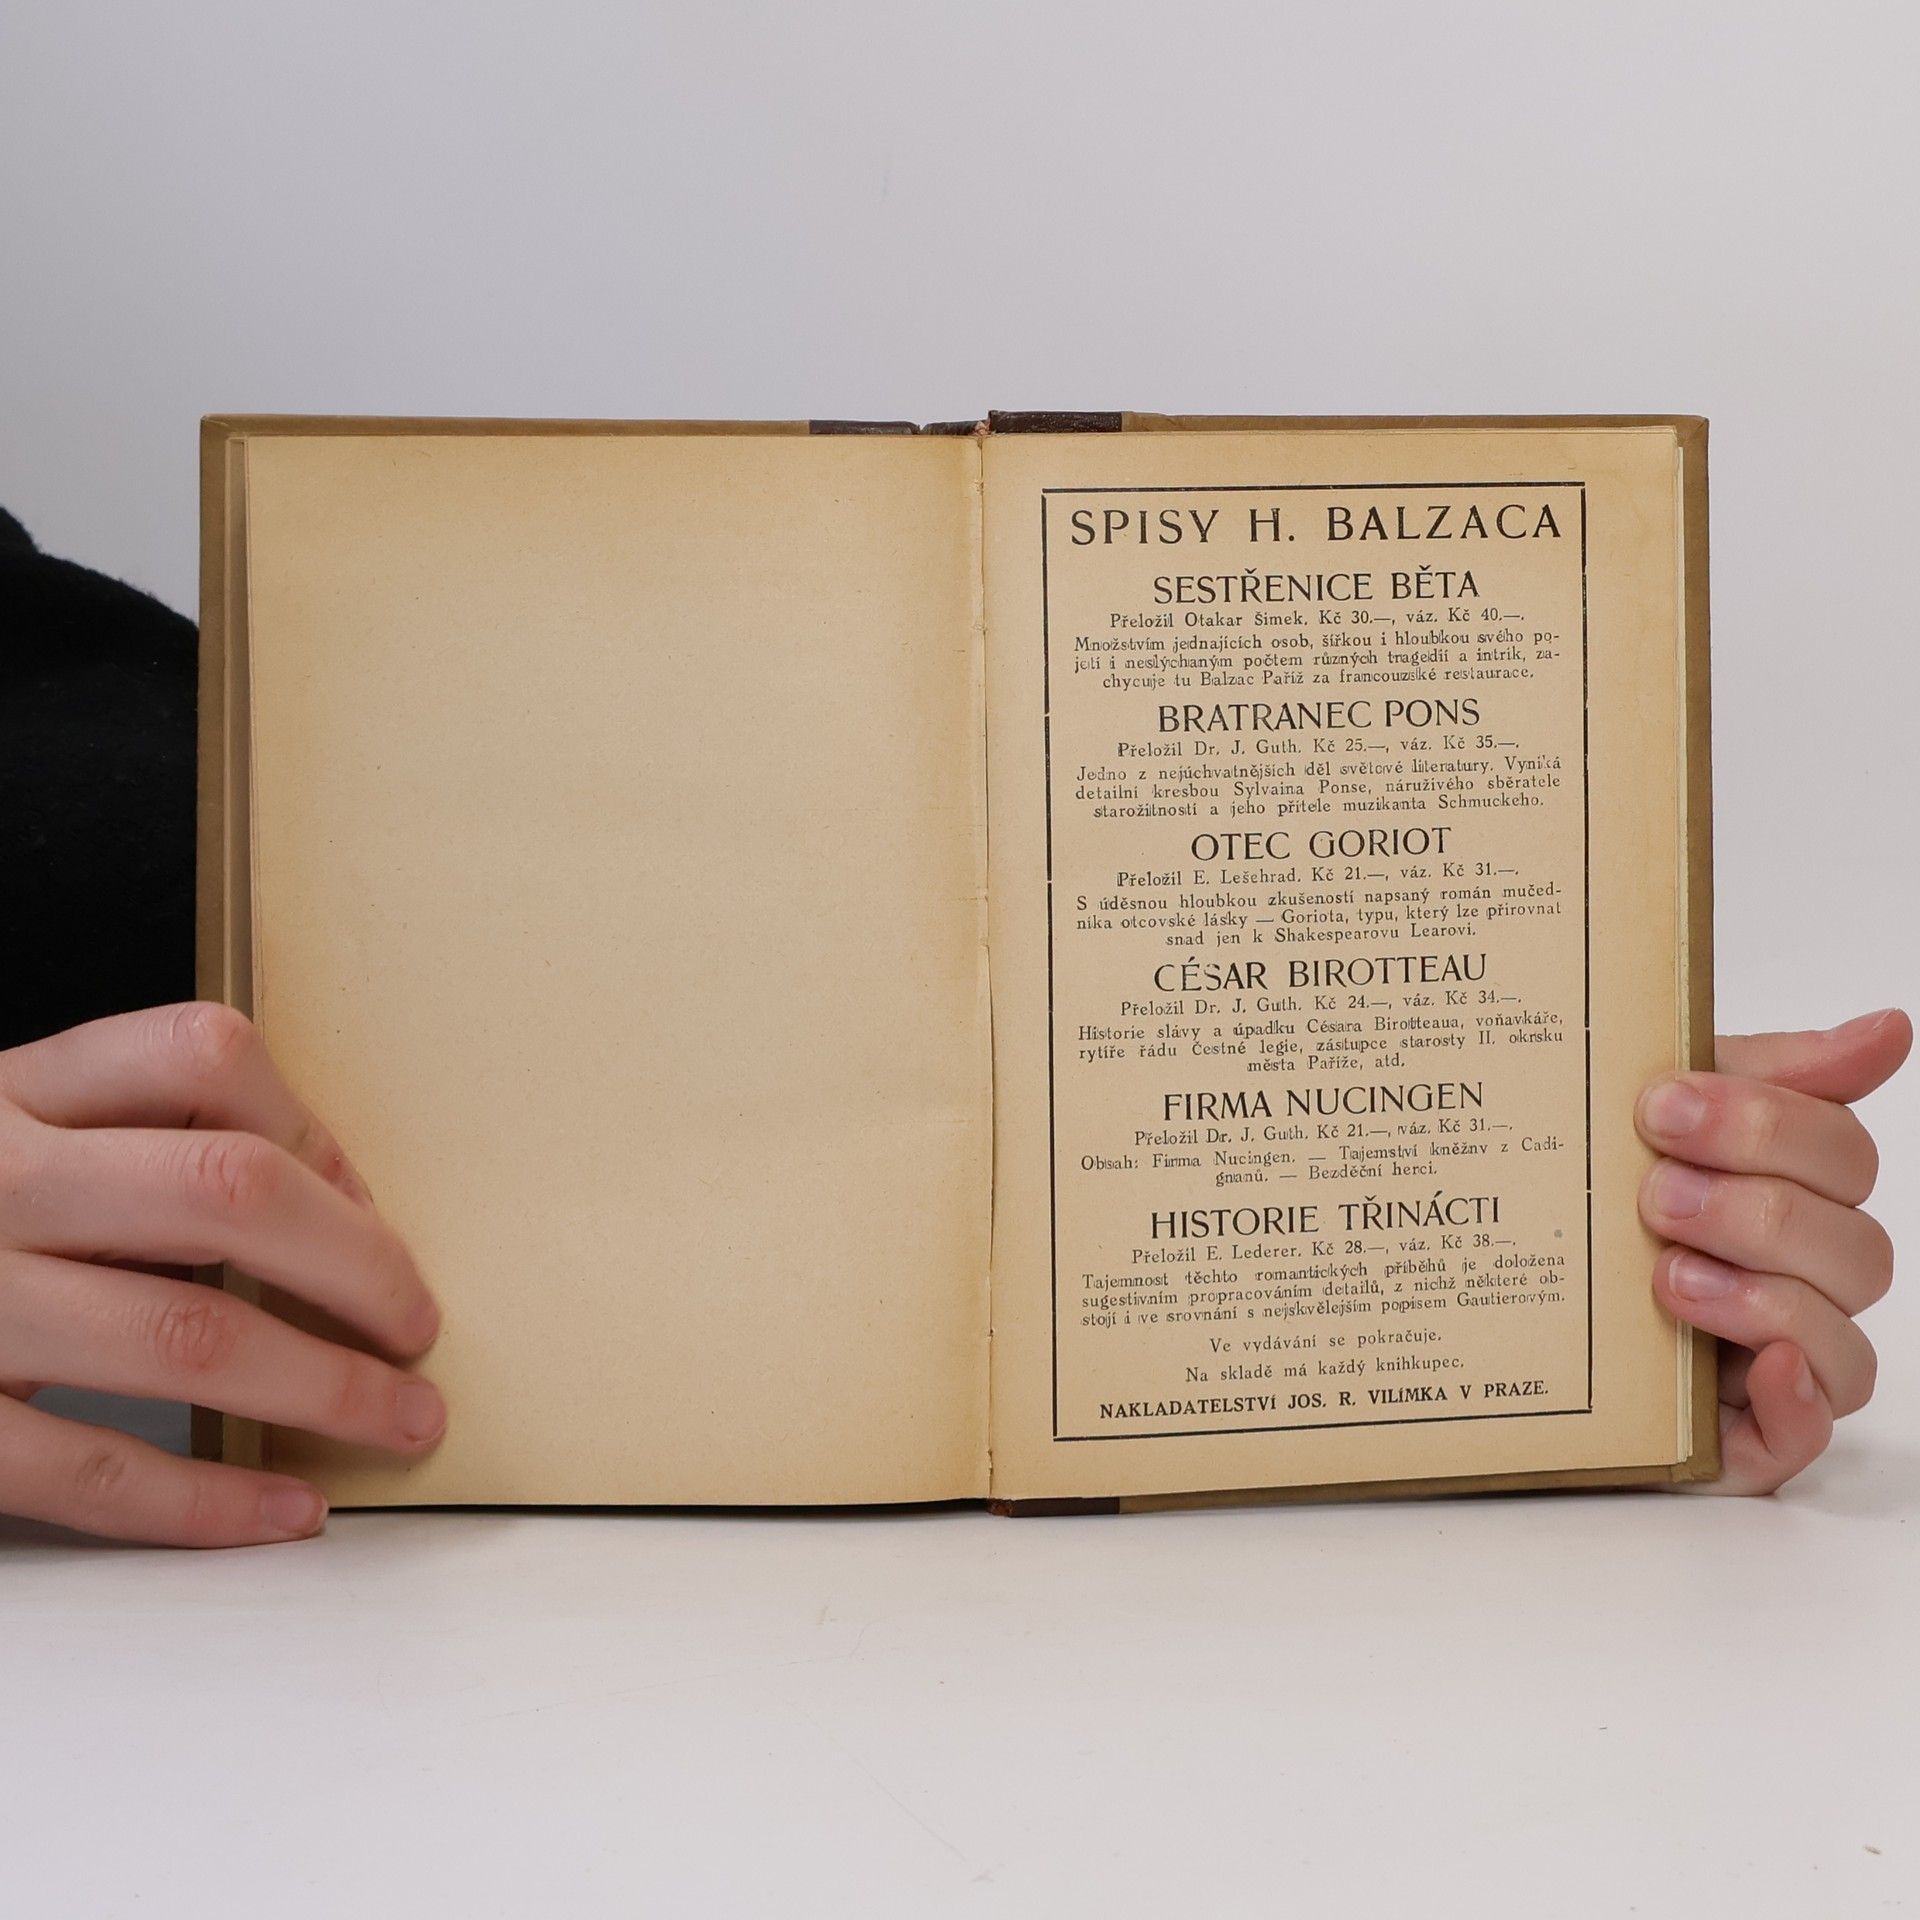 SPISY H. BALZACA
SESTŘENICE BĚTA
Přeložil Otakar Šimek. Kč 30.—, váz. Kč 40.—.
Množstvím jednajících osob, šířkou i hloubkou svého po-
jetí i neslýchaným počtem různých tragedií a intrik, za-
chycuje tu Balzac Paříž za francouzské restaurace.
BRATRANEC PONS
Přeložil Dr. J. Guth. Kč 25.—, váz. Kč 35.—.
Jedno z nejúchvatnějších děl světové literatury. Vyniká
detailní kresbou Sylvaina Ponse, náruživého sběratele
starožitností a jeho přítele muzikanta Schmuckeho.
OTEC GORIOT
Přeložil E. Lešehrad. Kč 21.—, váz. Kč 31.—.
S úděsnou hloubkou zkušeností napsaný román mučed-
níka otcovské lásky — Goriota, typu, který lze přirovnat
snad jen k Shakespearovu Learovi.
CÉSAR BIROTTEAU
Přeložil Dr. J. Guth. Kč 24.—, váz. Kč 34.—.
Historie slávy a úpadku Césara Birotteaua, voňavkáře,
rytíře řádu Čestné legie, zástupce starosty II. okrsku
města Paříže, atd.
FIRMA NUCINGEN
Přeložil Dr. J. Guth. Kč 21.—, váz. Kč 31.—.
Obsah: Firma Nucingen. — Tajemství kněžny z Cadi-
gnanů. — Bezděční herci.
HISTORIE TŘINÁCTI
Přeložil E. Lederer. Kč 28.—, váz. Kč 38.—.
Tajemnost těchto romantických příběhů je doložena
sugestivním propracováním detailů, z nichž některé ob-
stojí i ve srovnání s nejskvělejším popisem Gautierovým.
Ve vydávání se pokračuje.
Na skladě má každý knihkupec.
NAKLADATELSTVÍ JOS. R. VILÍMKA V PRAZE.